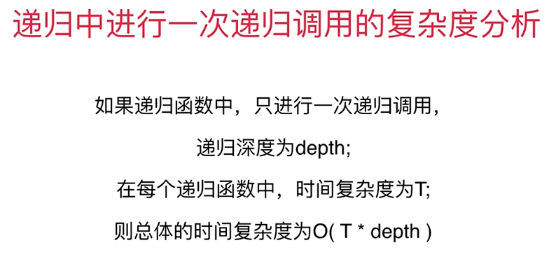 递归中进行一次递归调用的复杂度分析
如果递归函数中，只进行一次递归调用，
递归深度为depth;
在每个递归函数中，时间复杂度为T;
则总体的时间复杂度为O( T * depth )